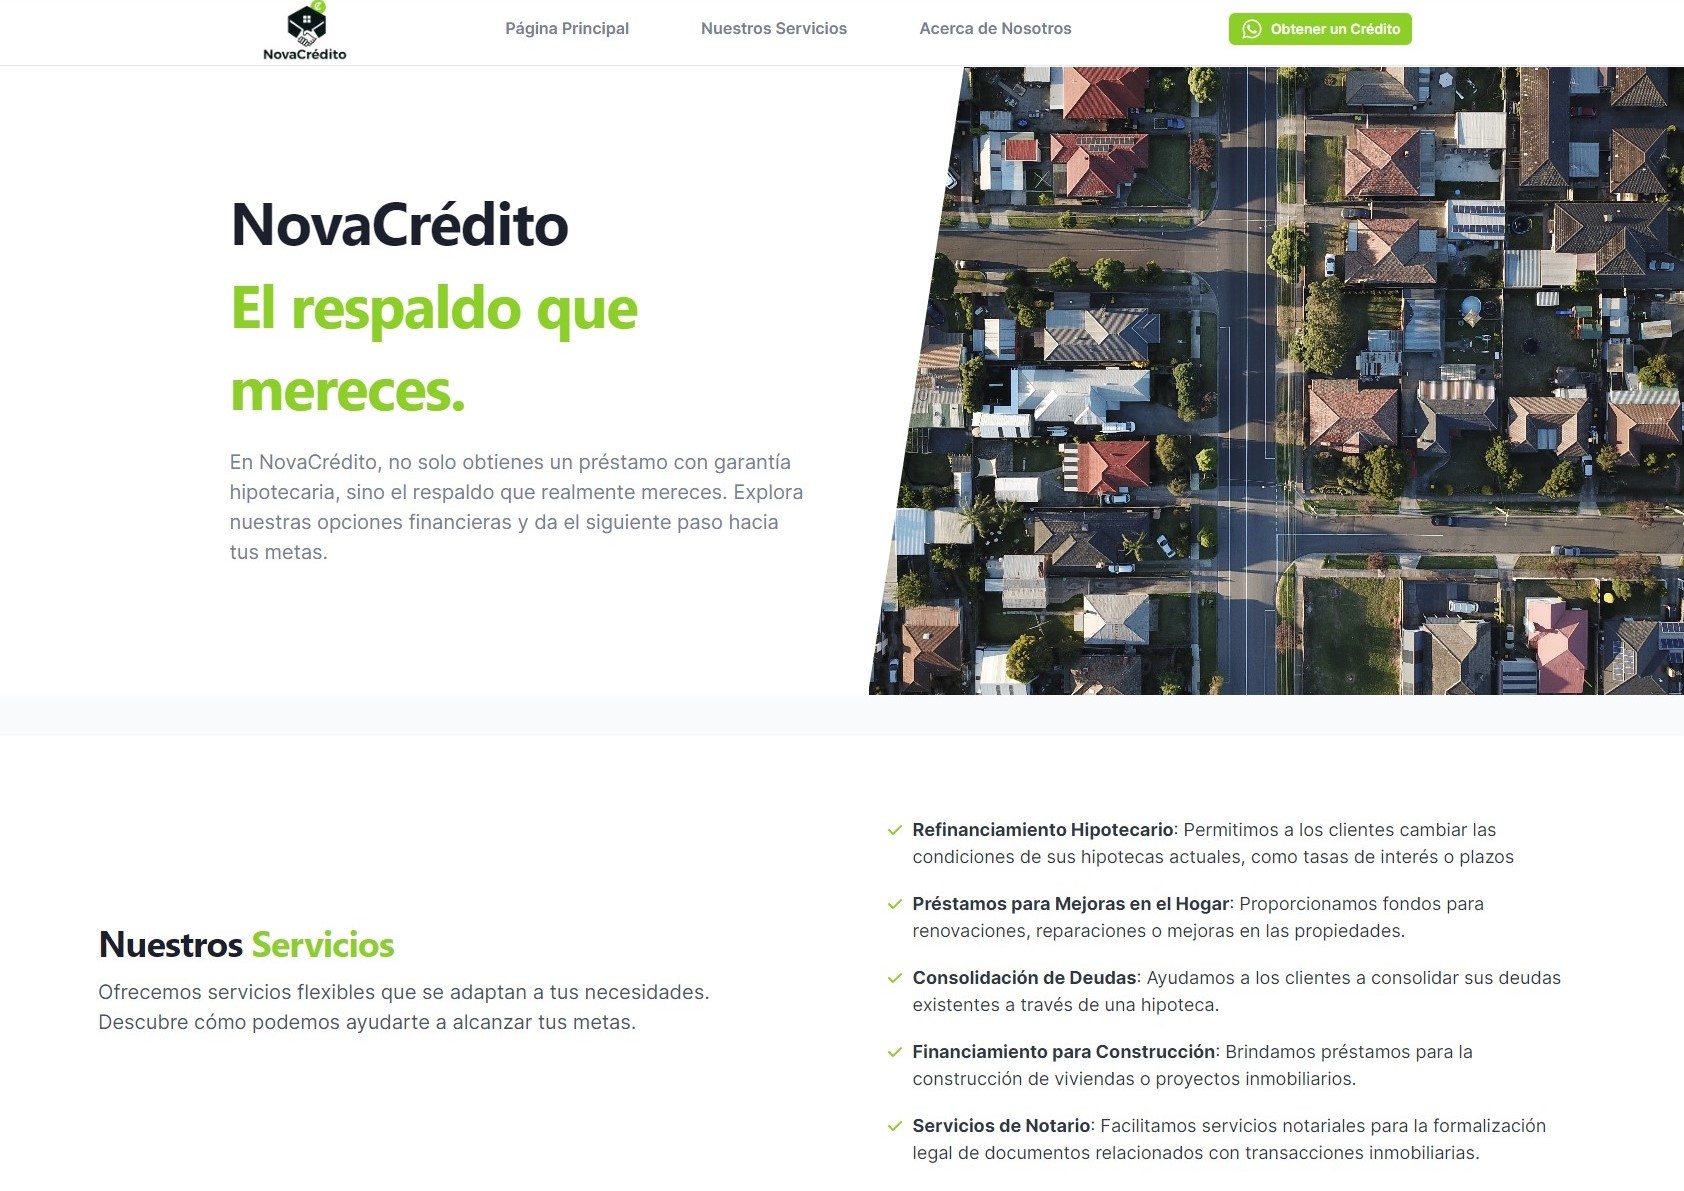 NovaCrédito
Página Principal
Nuestros Servicios
Acerca de Nosotros
Obtener un Crédito
NovaCrédito
El respaldo que
mereces.
En NovaCrédito, no solo obtienes un préstamo con garantía
hipotecaria, sino el respaldo que realmente mereces. Explora
nuestras opciones financieras y da el siguiente paso hacia
tus metas.
Nuestros Servicios
Ofrecemos servicios flexibles que se adaptan a tus necesidades.
Descubre cómo podemos ayudarte a alcanzar tus metas.
Refinanciamiento Hipotecario: Permitimos a los clientes cambiar las
condiciones de sus hipotecas actuales, como tasas de interés o plazos
Préstamos para Mejoras en el Hogar: Proporcionamos fondos para
renovaciones, reparaciones o mejoras en las propiedades.
Consolidación de Deudas: Ayudamos a los clientes a consolidar sus deudas
existentes a través de una hipoteca.
Financiamiento para Construcción: Brindamos préstamos para la
construcción de viviendas o proyectos inmobiliarios.
Servicios de Notario: Facilitamos servicios notariales para la formalización
legal de documentos relacionados con transacciones inmobiliarias.